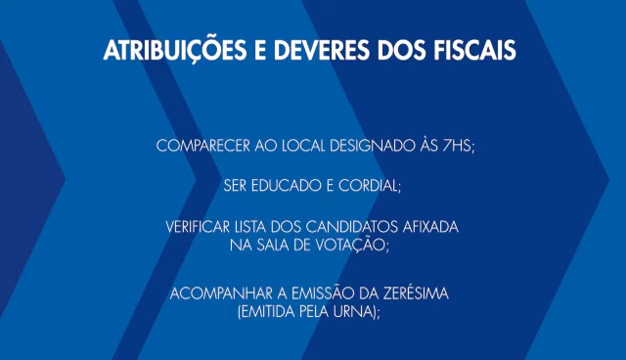 ATRIBUIÇÕES E DEVERES DOS FISCAIS
COMPARECER AO LOCAL DESIGNADO ÀS 7HS;
SER EDUCADO E CORDIAL;
VERIFICAR LISTA DOS CANDIDATOS AFIXADA
NA SALA DE VOTAÇÃO;
ACOMPANHAR A EMISSÃO DA ZERÉSIMA
(EMITIDA PELA URNA);